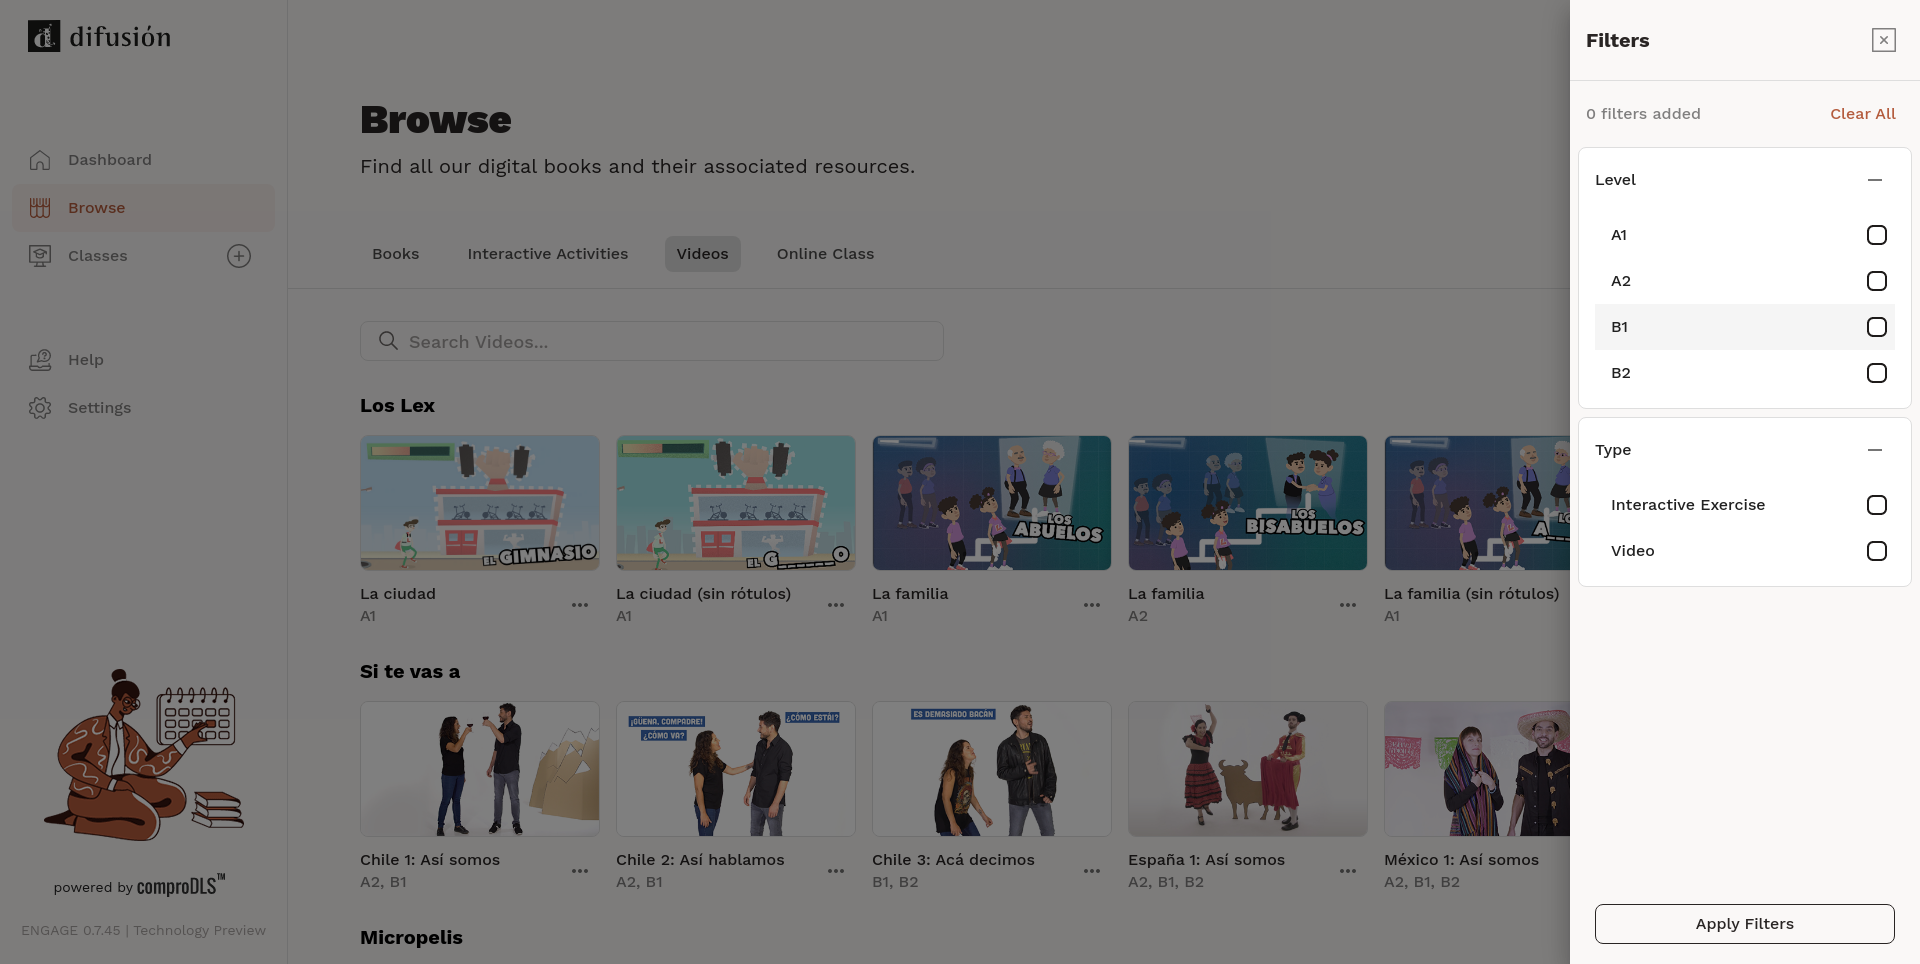 difusión
Dashboard
Browse
Classes
Help
Settings
powered by comproDLS™
ENGAGE 0.7.45 | Technology Preview
Browse
Find all our digital books and their associated resources.
Books
Interactive Activities
Videos
Online Class
Search Videos...
Los Lex
EL GIMNASIO
EL G_____O
LOS ABUELOS
LOS BISABUELOS
La ciudad
A1
La ciudad (sin rótulos)
A1
La familia
A1
La familia
A2
La familia (sin rótulos)
A1
Si te vas a
¡GÜENA, COMPADRE!
¿CÓMO VA?
¿CÓMO ESTÁI?
ES DEMASIADO BACÁN
Chile 1: Así somos
A2, B1
Chile 2: Así hablamos
A2, B1
Chile 3: Acá decimos
B1, B2
España 1: Así somos
A2, B1, B2
México 1: Así somos
A2, B1, B2
Micropelis
Filters
0 filters added
Clear All
Level
A1
A2
B1
B2
Type
Interactive Exercise
Video
Apply Filters